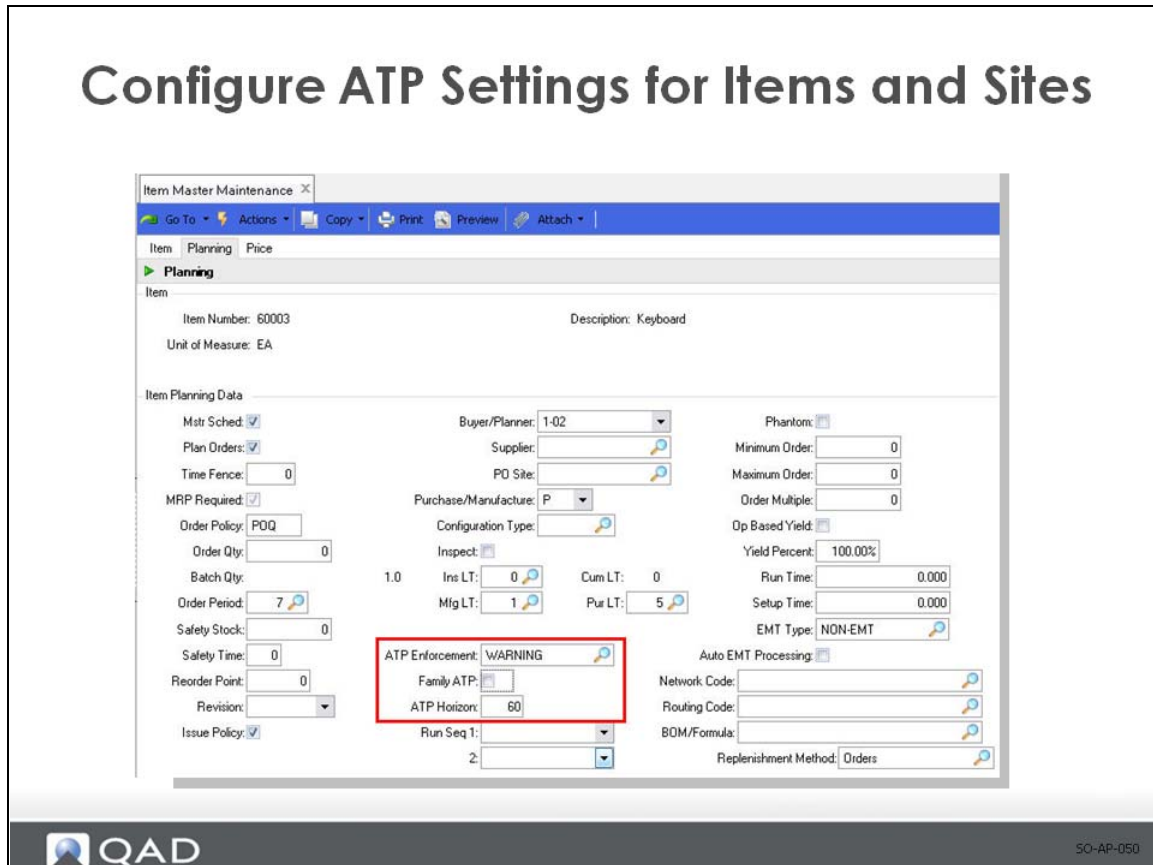 Configure ATP Settings for Items and Sites
Item Master Maintenance
Go To Actions Copy Print Preview Attach
Item Planning Price
Planning
Item
Item Number: 60003 Description: Keyboard
Unit of Measure: EA
Item Planning Data
Mstr Sched: Buyer/Planner: 1-02 Phantom:
Plan Orders: Supplier: Minimum Order: 0
Time Fence: 0 PO Site: Maximum Order: 0
MRP Required: Purchase/Manufacture: P Order Multiple: 0
Order Policy: POQ Configuration Type: Op Based Yield:
Order Qty: 0 Inspect: Yield Percent: 100.00%
Batch Qty: 1.0 Ins LT: 0 Cum LT: 0 Run Time: 0.000
Order Period: 7 Mfg LT: 1 Pur LT: 5 Setup Time: 0.000
Safety Stock: 0 EMT Type: NON-EMT
Safety Time: 0 ATP Enforcement: WARNING Auto EMT Processing:
Reorder Point: 0 Family ATP: Network Code:
Revision: ATP Horizon: 60 Routing Code:
Issue Policy: Run Seq 1: BOM/Formula:
2: Replenishment Method: Orders
QAD SO-AP-050